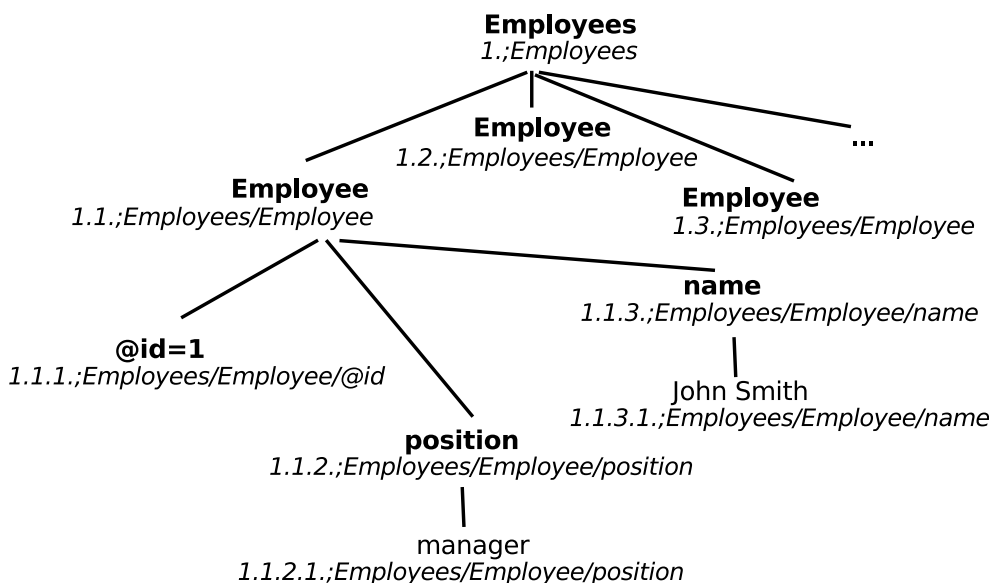 Employees
1.;Employees
Employee
1.2.;Employees/Employee
...
Employee
1.1.;Employees/Employee
Employee
1.3.;Employees/Employee
name
1.1.3.;Employees/Employee/name
@id=1
1.1.1.;Employees/Employee/@id
John Smith
1.1.3.1.;Employees/Employee/name
position
1.1.2.;Employees/Employee/position
manager
1.1.2.1.;Employees/Employee/position